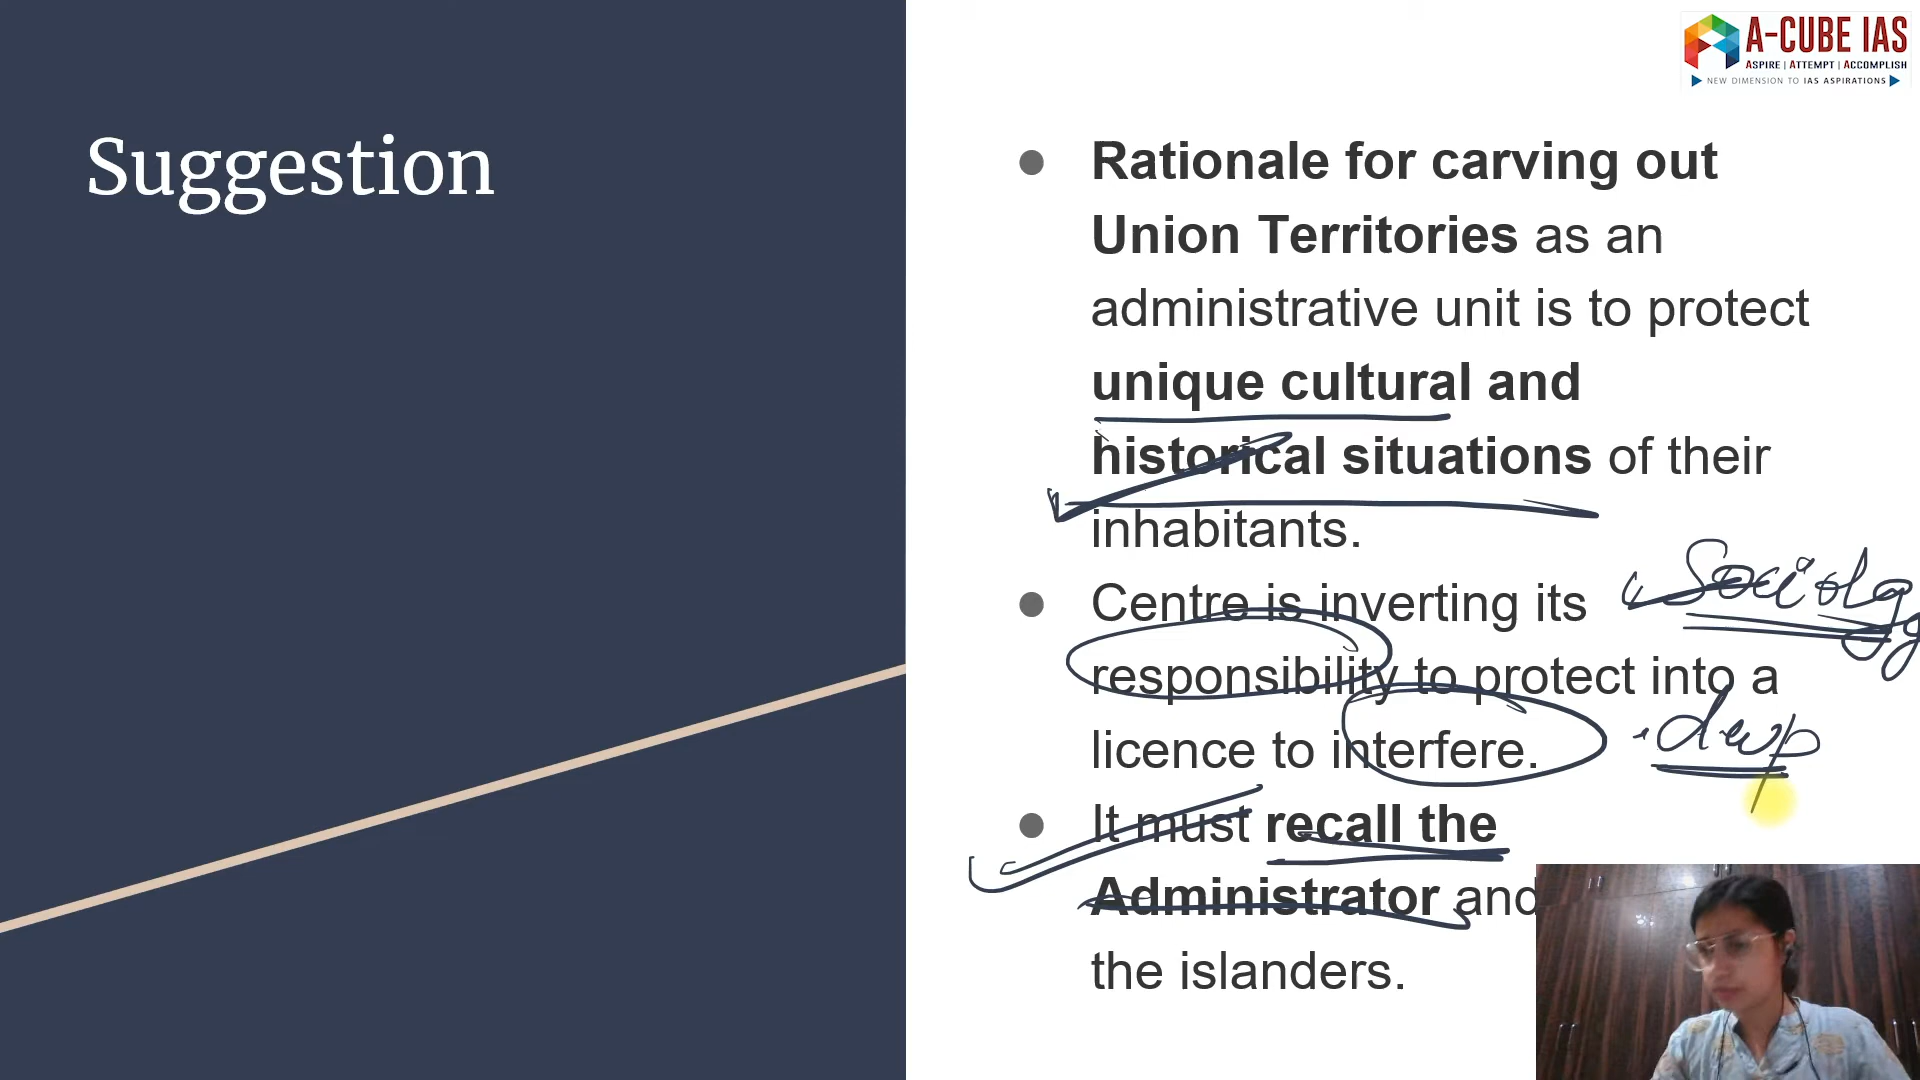 A-CUBE IAS
ASPIRE | ATTEMPT | ACCOMPLISH
NEW DIMENSION TO IAS ASPIRATIONS
Suggestion
● Rationale for carving out
Union Territories as an
administrative unit is to protect
unique cultural and
historical situations of their
inhabitants.
● Centre is inverting its
responsibility to protect into a
licence to interfere.
● It must recall the
Administrator and
the islanders.
Sociology